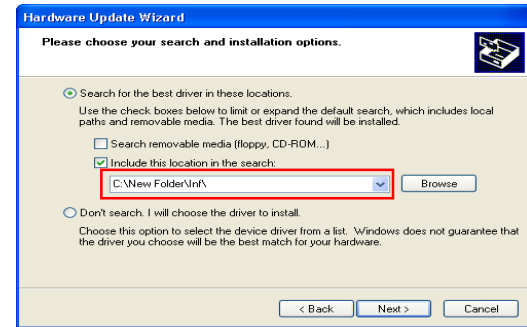 Hardware Update Wizard
Please choose your search and installation options.
Search for the best driver in these locations.
Use the check boxes below to limit or expand the default search, which includes local
paths and removable media. The best driver found will be installed.
Search removable media (floppy, CD-ROM...)
Include this location in the search:
C:\New Folder\Inf\
Browse
Don't search. I will choose the driver to install.
Choose this option to select the device driver from a list. Windows does not guarantee that
the driver you choose will be the best match for your hardware.
< Back Next > Cancel